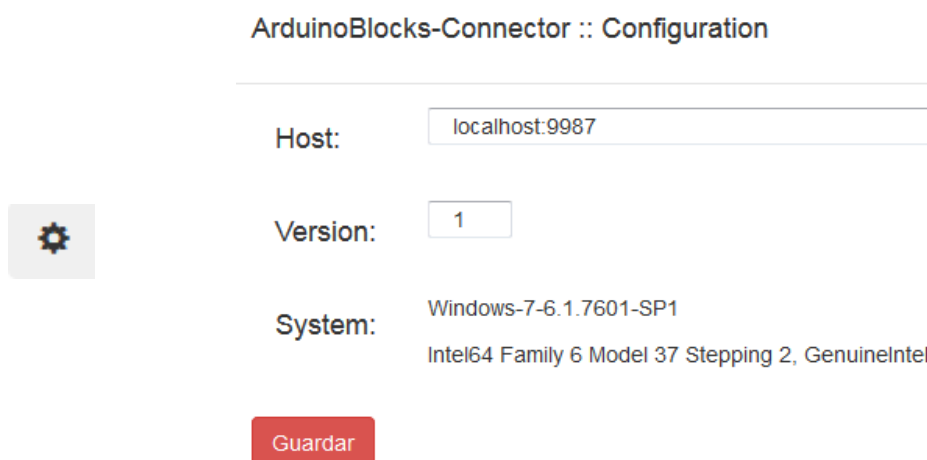 ArduinoBlocks-Connector :: Configuration
Host: localhost:9987
Version: 1
System: Windows-7-6.1.7601-SP1
Intel64 Family 6 Model 37 Stepping 2, GenuineIntel
Guardar